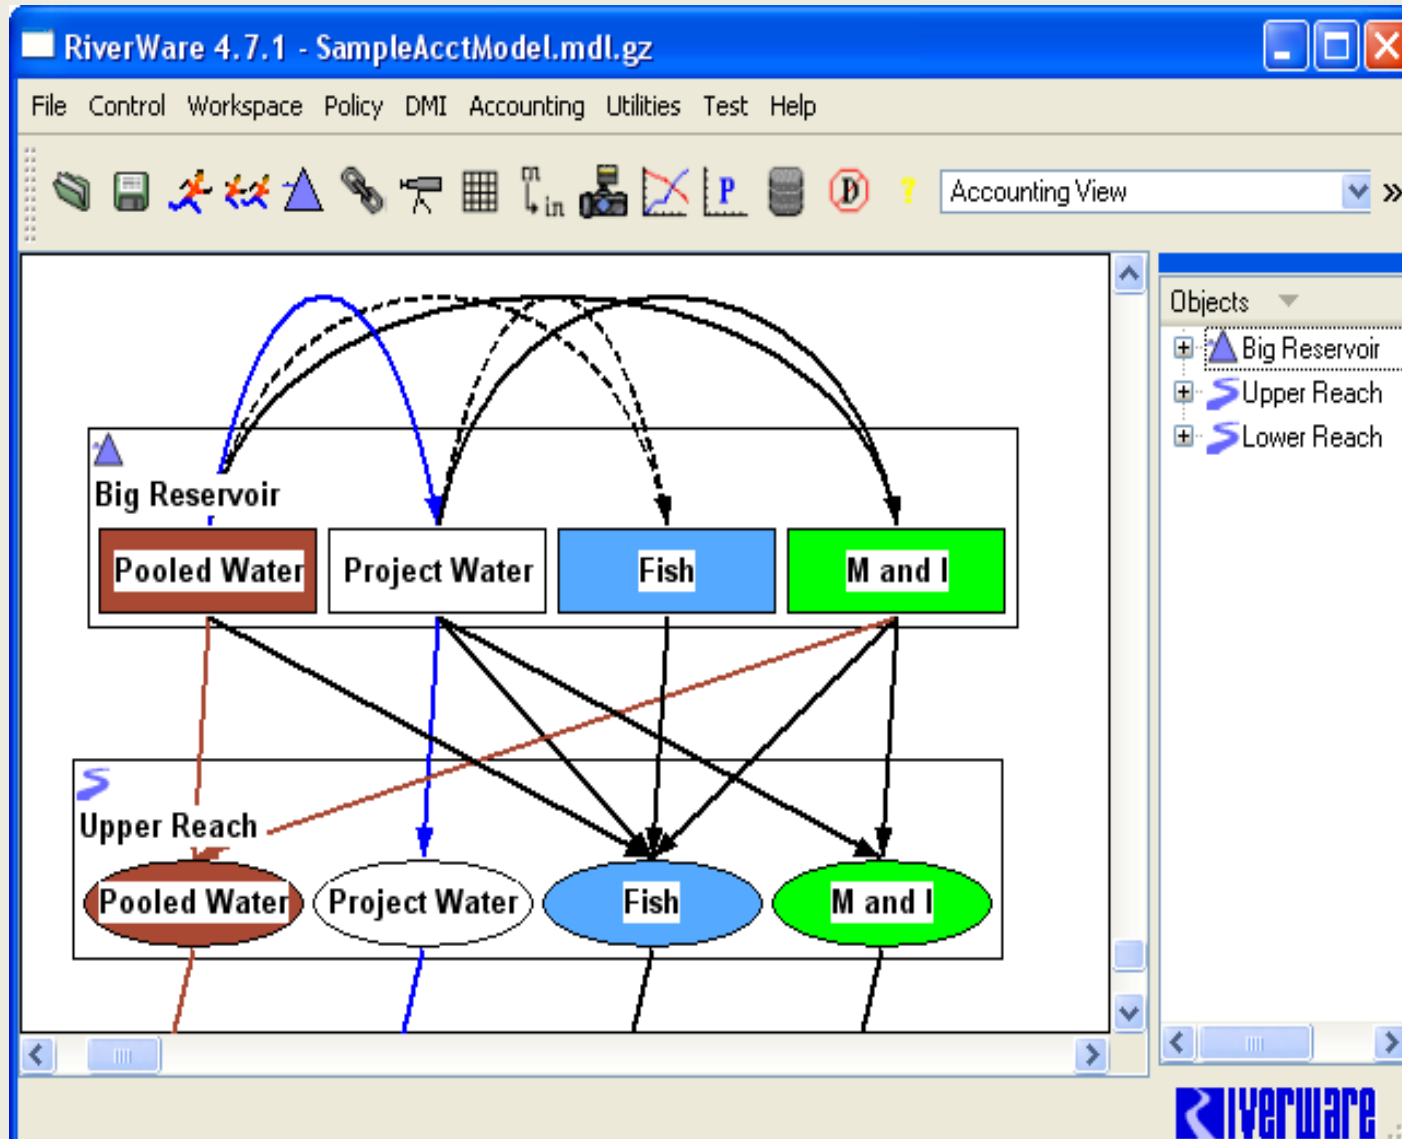 RiverWare 4.7.1 - SampleAcctModel.mdl.gz
File Control Workspace Policy DMI Accounting Utilities Test Help
m in P D ? Accounting View »
Objects
Big Reservoir
Upper Reach
Lower Reach
Big Reservoir
Pooled Water Project Water Fish M and I
Upper Reach
Pooled Water Project Water Fish M and I
Riverware